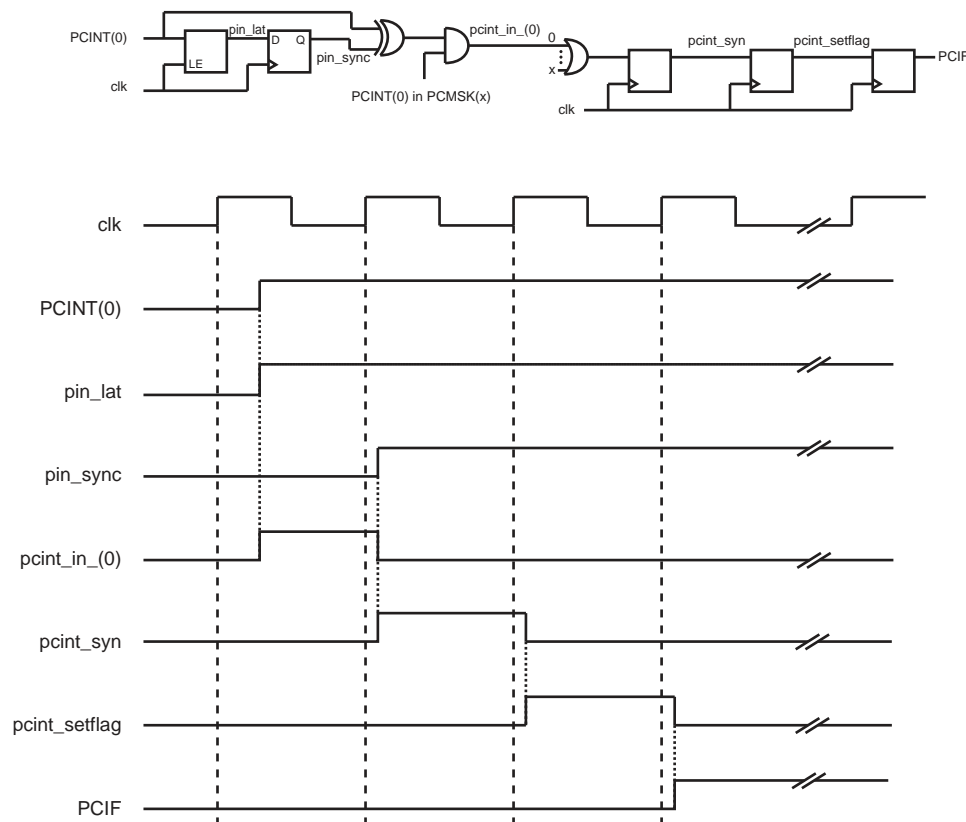 PCINT(0)
pin_lat
D Q
pcint_in_(0)
0
pcint_syn
pcint_setflag
PCIF
LE
pin_sync
clk
x
PCINT(0) in PCMSK(x)
clk
clk
PCINT(0)
pin_lat
pin_sync
pcint_in_(0)
pcint_syn
pcint_setflag
PCIF